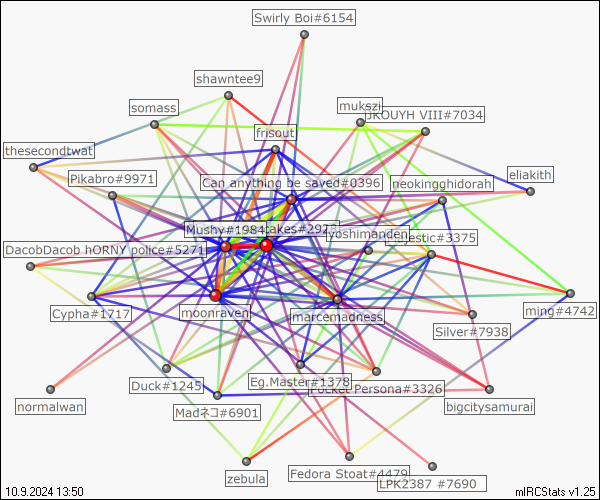 Swirly Boi#6154
shawntee9
mukszi
somass
JKOUYH VIII#7034
frisout
thesecondtwat
Pikabro#9971
Can anything be saved#0396
neokingghidorah
eliakith
Mushy#1984
takes#2928
yoshimanden
estic#3375
DacobDacob hORNY police#5271
moonraven
marcemadness
Cypha#1717
ming#4742
Silver#7938
Duck#1245
Eg.Master#1378
Pocket Persona#3326
normalwan
Madネコ#6901
bigcitysamurai
zebula
Fedora Stoat#4479
LPK2387 #7690
10.9.2024 13:50
mIRCStats v1.25